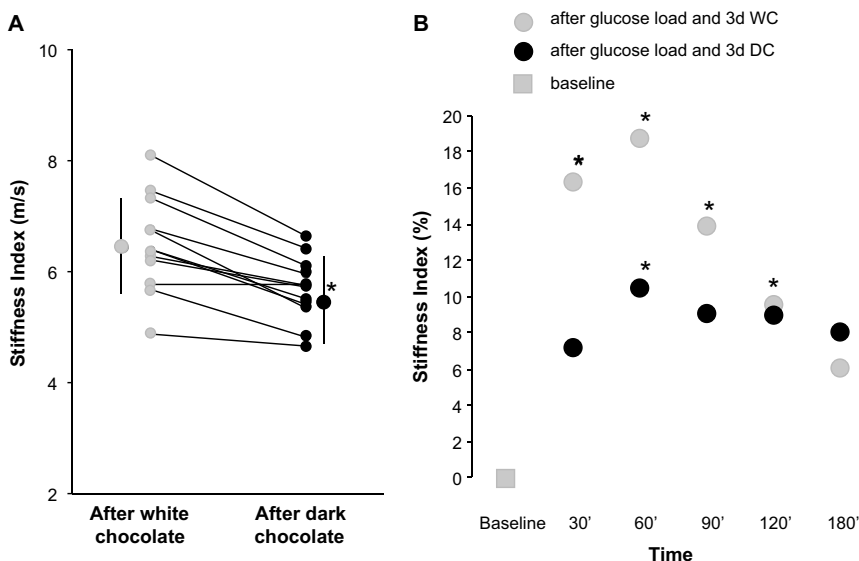 A
Stiffness Index (m/s)
10
8
6
4
2
*
After white
chocolate
After dark
chocolate
B
after glucose load and 3d WC
after glucose load and 3d DC
baseline
Stiffness Index (%)
20
18
16
14
12
10
8
6
4
2
0
*
*
*
*
*
Baseline
30’
60’
90’
120’
180’
Time